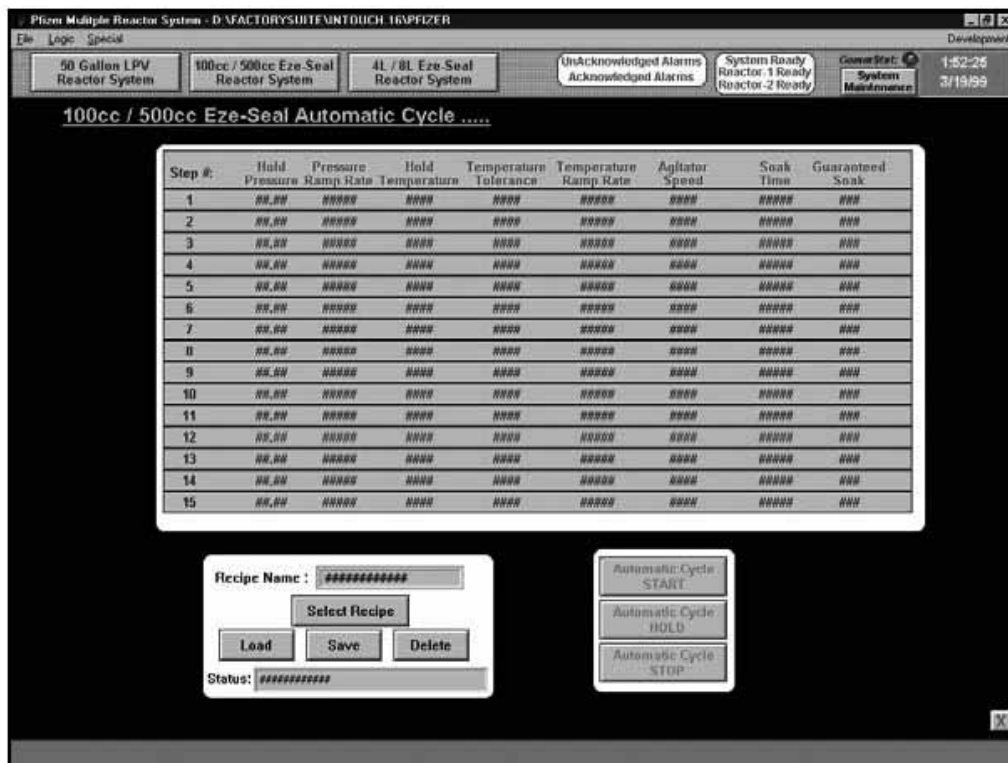 Pfizer Mulitple Reactor System - D:\FACTORYSUITE\INTOUCH.16\PFIZER
File Logic Special Development
50 Gallon LPV Reactor System
100cc / 500cc Eze-Seal Reactor System
4L / 8L Eze-Seal Reactor System
UnAcknowledged Alarms
Acknowledged Alarms
System Ready
Reactor-1 Ready
Reactor-2 Ready
System Maintenance
1:52:25
3/19/99
100cc / 500cc Eze-Seal Automatic Cycle .....
Step #: Hold Pressure Pressure Ramp Rate Hold Temperature Temperature Tolerance Temperature Ramp Rate Agitator Speed Soak Time Guaranteed Soak
1 ##.## ##### #### #### ##### #### ##### ###
2 ##.## ##### #### #### ##### #### ##### ###
3 ##.## ##### #### #### ##### #### ##### ###
4 ##.## ##### #### #### ##### #### ##### ###
5 ##.## ##### #### #### ##### #### ##### ###
6 ##.## ##### #### #### ##### #### ##### ###
7 ##.## ##### #### #### ##### #### ##### ###
8 ##.## ##### #### #### ##### #### ##### ###
9 ##.## ##### #### #### ##### #### ##### ###
10 ##.## ##### #### #### ##### #### ##### ###
11 ##.## ##### #### #### ##### #### ##### ###
12 ##.## ##### #### #### ##### #### ##### ###
13 ##.## ##### #### #### ##### #### ##### ###
14 ##.## ##### #### #### ##### #### ##### ###
15 ##.## ##### #### #### ##### #### ##### ###
Recipe Name : ############
Select Recipe
Load Save Delete
Status: ############
Automatic Cycle START
Automatic Cycle HOLD
Automatic Cycle STOP
X